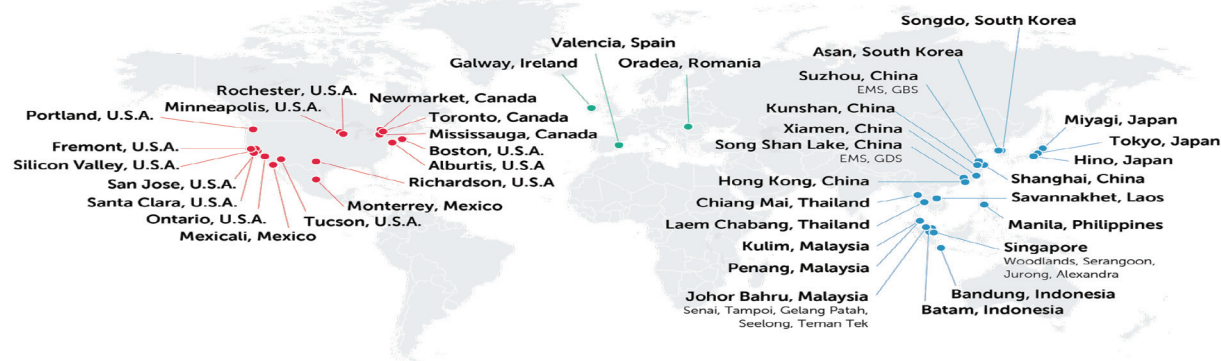 Portland, U.S.A.
Rochester, U.S.A.
Minneapolis, U.S.A.
Fremont, U.S.A.
Silicon Valley, U.S.A.
San Jose, U.S.A.
Santa Clara, U.S.A.
Ontario, U.S.A.
Mexicali, Mexico
Tucson, U.S.A.
Monterrey, Mexico
Richardson, U.S.A
Newmarket, Canada
Toronto, Canada
Mississauga, Canada
Boston, U.S.A.
Alburtis, U.S.A
Valencia, Spain
Galway, Ireland
Oradea, Romania
Songdo, South Korea
Asan, South Korea
Suzhou, China
EMS, GBS
Kunshan, China
Xiamen, China
Song Shan Lake, China
EMS, GDS
Hong Kong, China
Chiang Mai, Thailand
Laem Chabang, Thailand
Kulim, Malaysia
Penang, Malaysia
Johor Bahru, Malaysia
Senai, Tampoi, Gelang Patah,
Seelong, Teman Tek
Miyagi, Japan
Tokyo, Japan
Hino, Japan
Shanghai, China
Savannakhet, Laos
Manila, Philippines
Singapore
Woodlands, Serangoon,
Jurong, Alexandra
Bandung, Indonesia
Batam, Indonesia